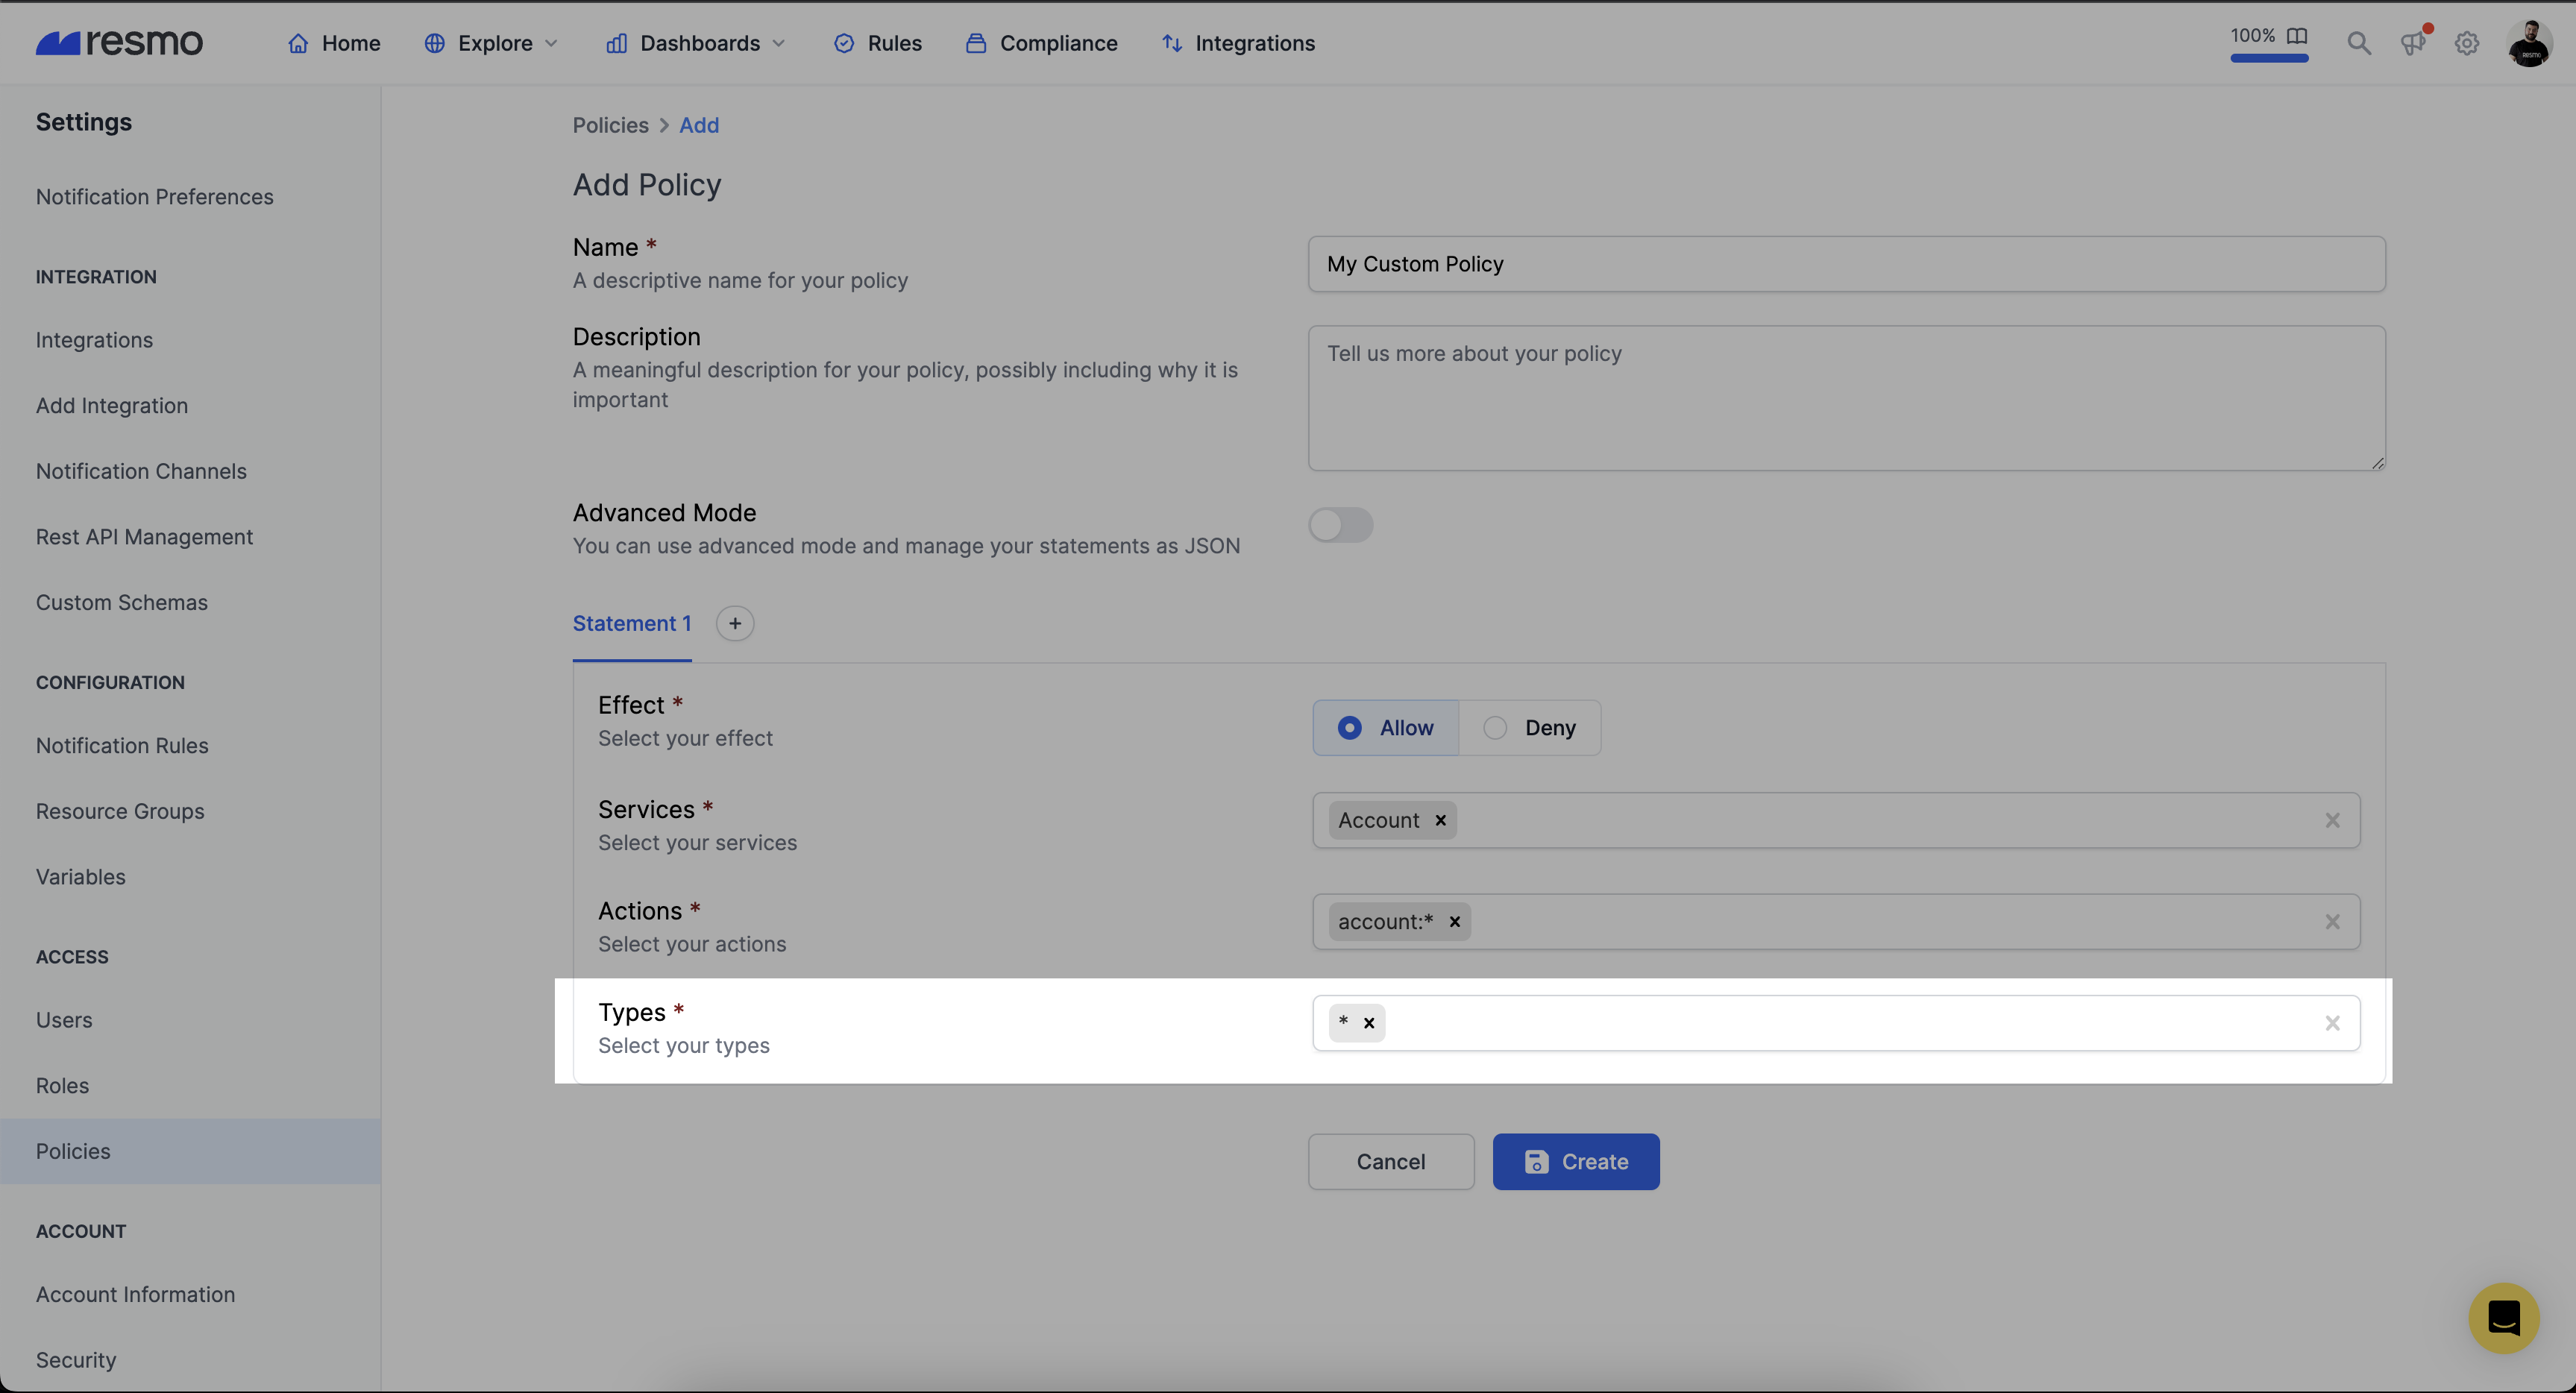 resmo
Home
Explore
Dashboards
Rules
Compliance
Integrations
100%
Settings
Notification Preferences
INTEGRATION
Integrations
Add Integration
Notification Channels
Rest API Management
Custom Schemas
CONFIGURATION
Notification Rules
Resource Groups
Variables
ACCESS
Users
Roles
Policies
ACCOUNT
Account Information
Security
Policies > Add
Add Policy
Name *
A descriptive name for your policy
My Custom Policy
Description
A meaningful description for your policy, possibly including why it is
important
Tell us more about your policy
Advanced Mode
You can use advanced mode and manage your statements as JSON
Statement 1
+
Effect *
Select your effect
Allow
Deny
Services *
Select your services
Account
Actions *
Select your actions
account:*
Types *
Select your types
*
Cancel
Create